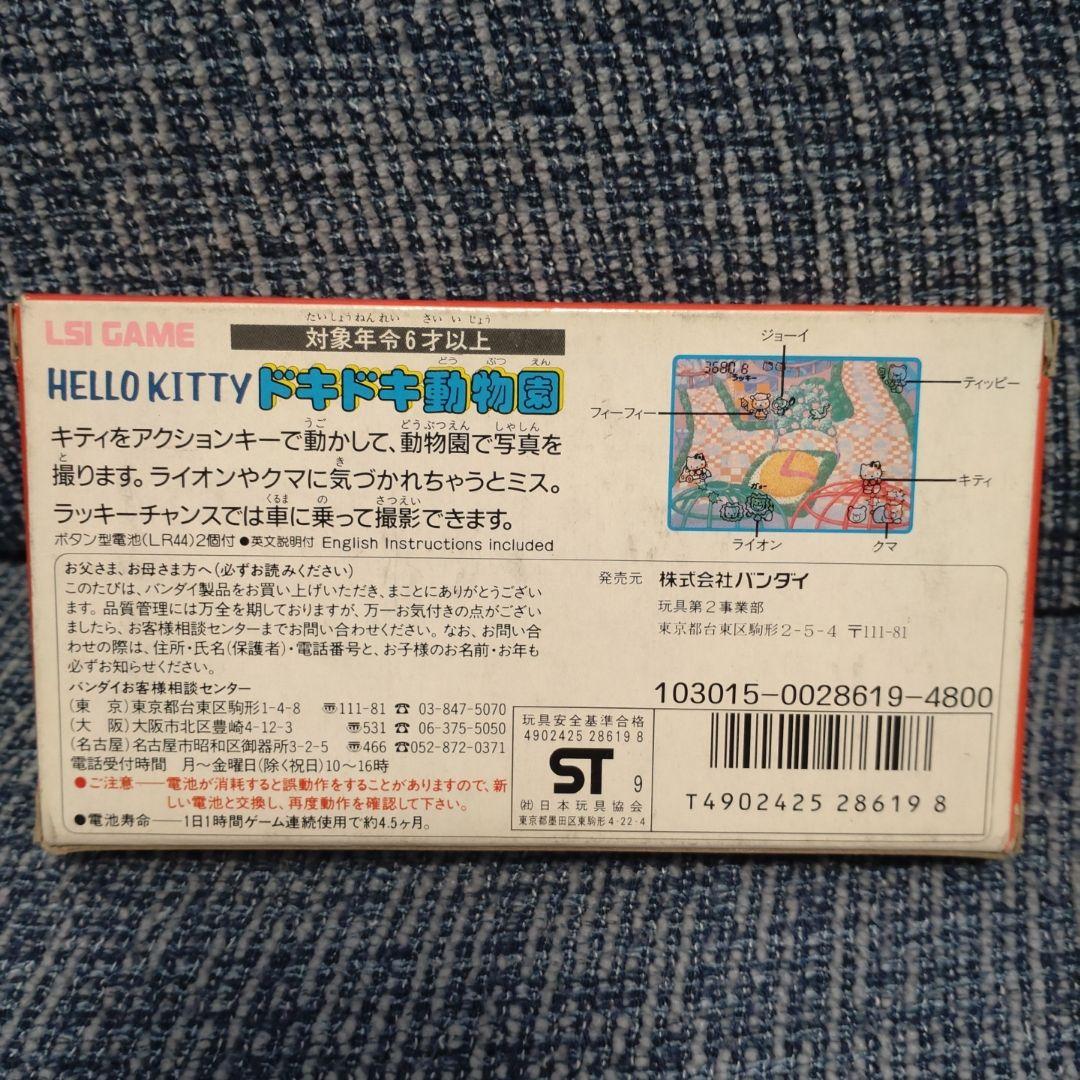 LSI GAME
たいしょうねんれい さい いじょう
対象年令6才以上
HELLO KITTY ドキドキ動物園
どう ぶつ えん
うご どうぶつえん しゃしん
キティをアクションキーで動かして、動物園で写真を
と き
撮ります。ライオンやクマに気づかれちゃうとミス。
くるま の さつえい
ラッキーチャンスでは車に乗って撮影できます。
ボタン型電池(LR44)2個付●英文説明付 English Instructions included
ジョーイ
フィーフィー
ティッピー
キティ
ライオン
クマ
3680,8
ラッキー
ガォー
お父さま、お母さま方へ(必ずお読みください)
このたびは、バンダイ製品をお買い上げいただき、まことにありがとうござい
ます。品質管理には万全を期しておりますが、万一お気付きの点がござい
ましたら、お客様相談センターまでお問い合わせください。なお、お問い合
わせの際は、住所・氏名(保護者)・電話番号と、お子様のお名前・お年も
必ずお知らせください。
バンダイお客様相談センター
(東 京)東京都台東区駒形1-4-8 〠111-81 ☎ 03-847-5070
(大 阪)大阪市北区豊崎4-12-3 〠531 ☎ 06-375-5050
(名古屋)名古屋市昭和区御器所3-2-5 〠466 ☎052-872-0371
電話受付時間 月〜金曜日(除く祝日)10〜16時
●ご注意――電池が消耗すると誤動作をすることがありますので、新
しい電池と交換し、再度動作を確認して下さい。
●電池寿命――1日1時間ゲーム連続使用で約4.5ヶ月。
発売元 株式会社バンダイ
玩具第2事業部
東京都台東区駒形2-5-4 〒111-81
103015-0028619-4800
玩具安全基準合格
4902425 28619 8
ST 9
㈳日本玩具協会
東京都墨田区東駒形4-22-4
T4902425 28619 8